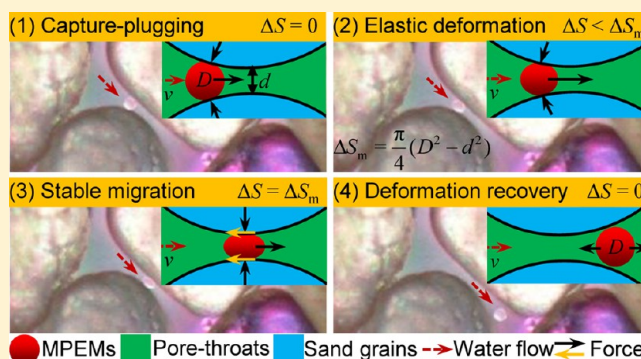 (1) Capture-plugging ΔS = 0
D
d
v
(2) Elastic deformation ΔS < ΔSm
v
ΔSm = π/4 (D² − d²)
(3) Stable migration ΔS = ΔSm
v
(4) Deformation recovery ΔS = 0
D
v
MPEMs Pore-throats Sand grains Water flow Force